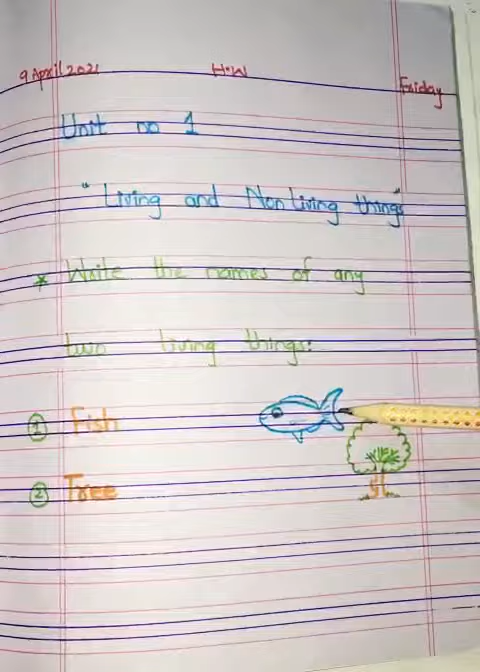 9 April 2021 H.W Friday
Unit no 1
"Living and Non Living things"
* Write the names of any
two living things:
① Fish
② Tree